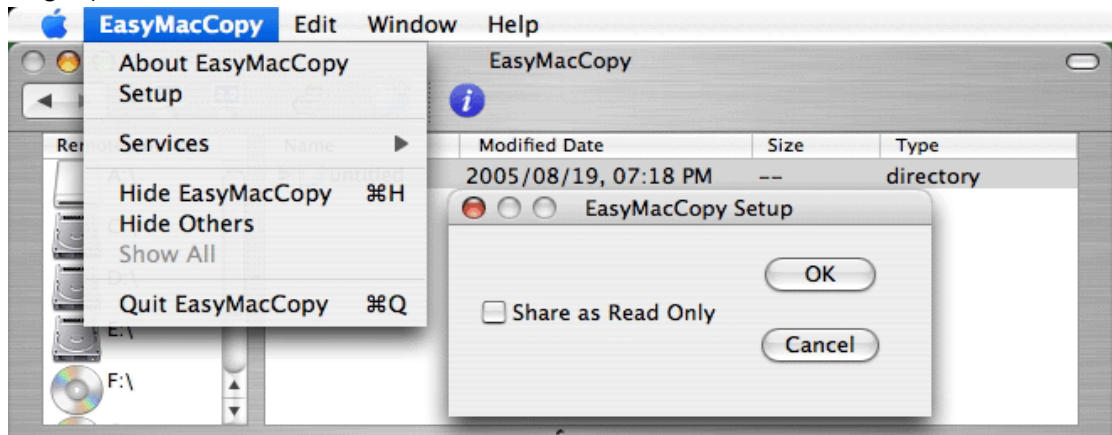 EasyMacCopy Edit Window Help
EasyMacCopy
About EasyMacCopy
Setup
Services
Hide EasyMacCopy ⌘H
Hide Others
Show All
Quit EasyMacCopy ⌘Q
Name Modified Date Size Type
A:\ untitled 2005/08/19, 07:18 PM -- directory
D:\
E:\
F:\
EasyMacCopy Setup
Share as Read Only
OK
Cancel